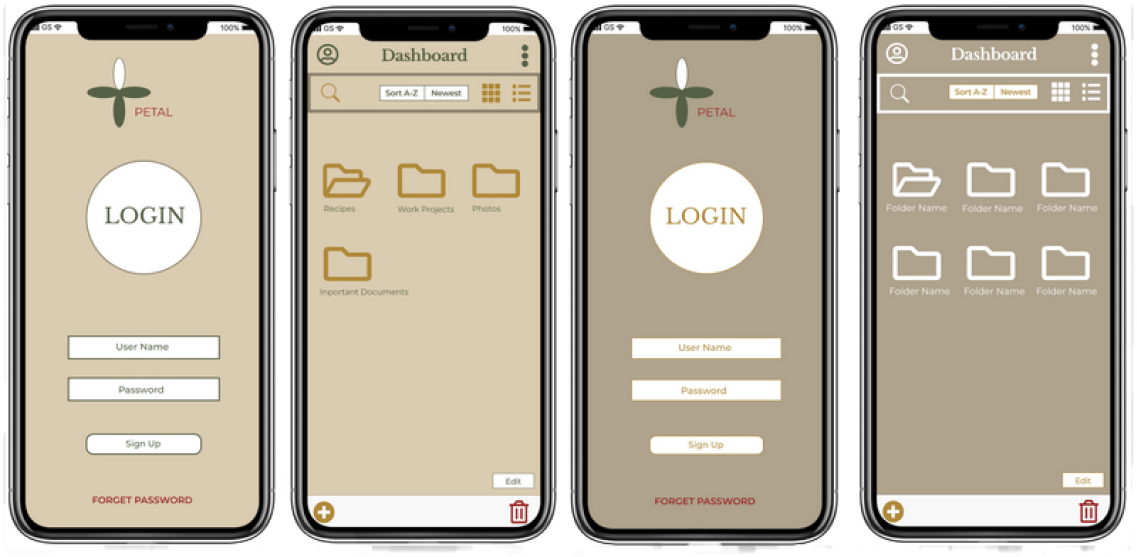 GS 100%
PETAL
LOGIN
User Name
Password
Sign Up
FORGET PASSWORD
GS 100%
Dashboard
Sort A-Z Newest
Recipes Work Projects Photos
Inportant Documents
Edit
GS 100%
PETAL
LOGIN
User Name
Password
Sign Up
FORGET PASSWORD
GS 100%
Dashboard
Sort A-Z Newest
Folder Name Folder Name Folder Name
Folder Name Folder Name Folder Name
Edit